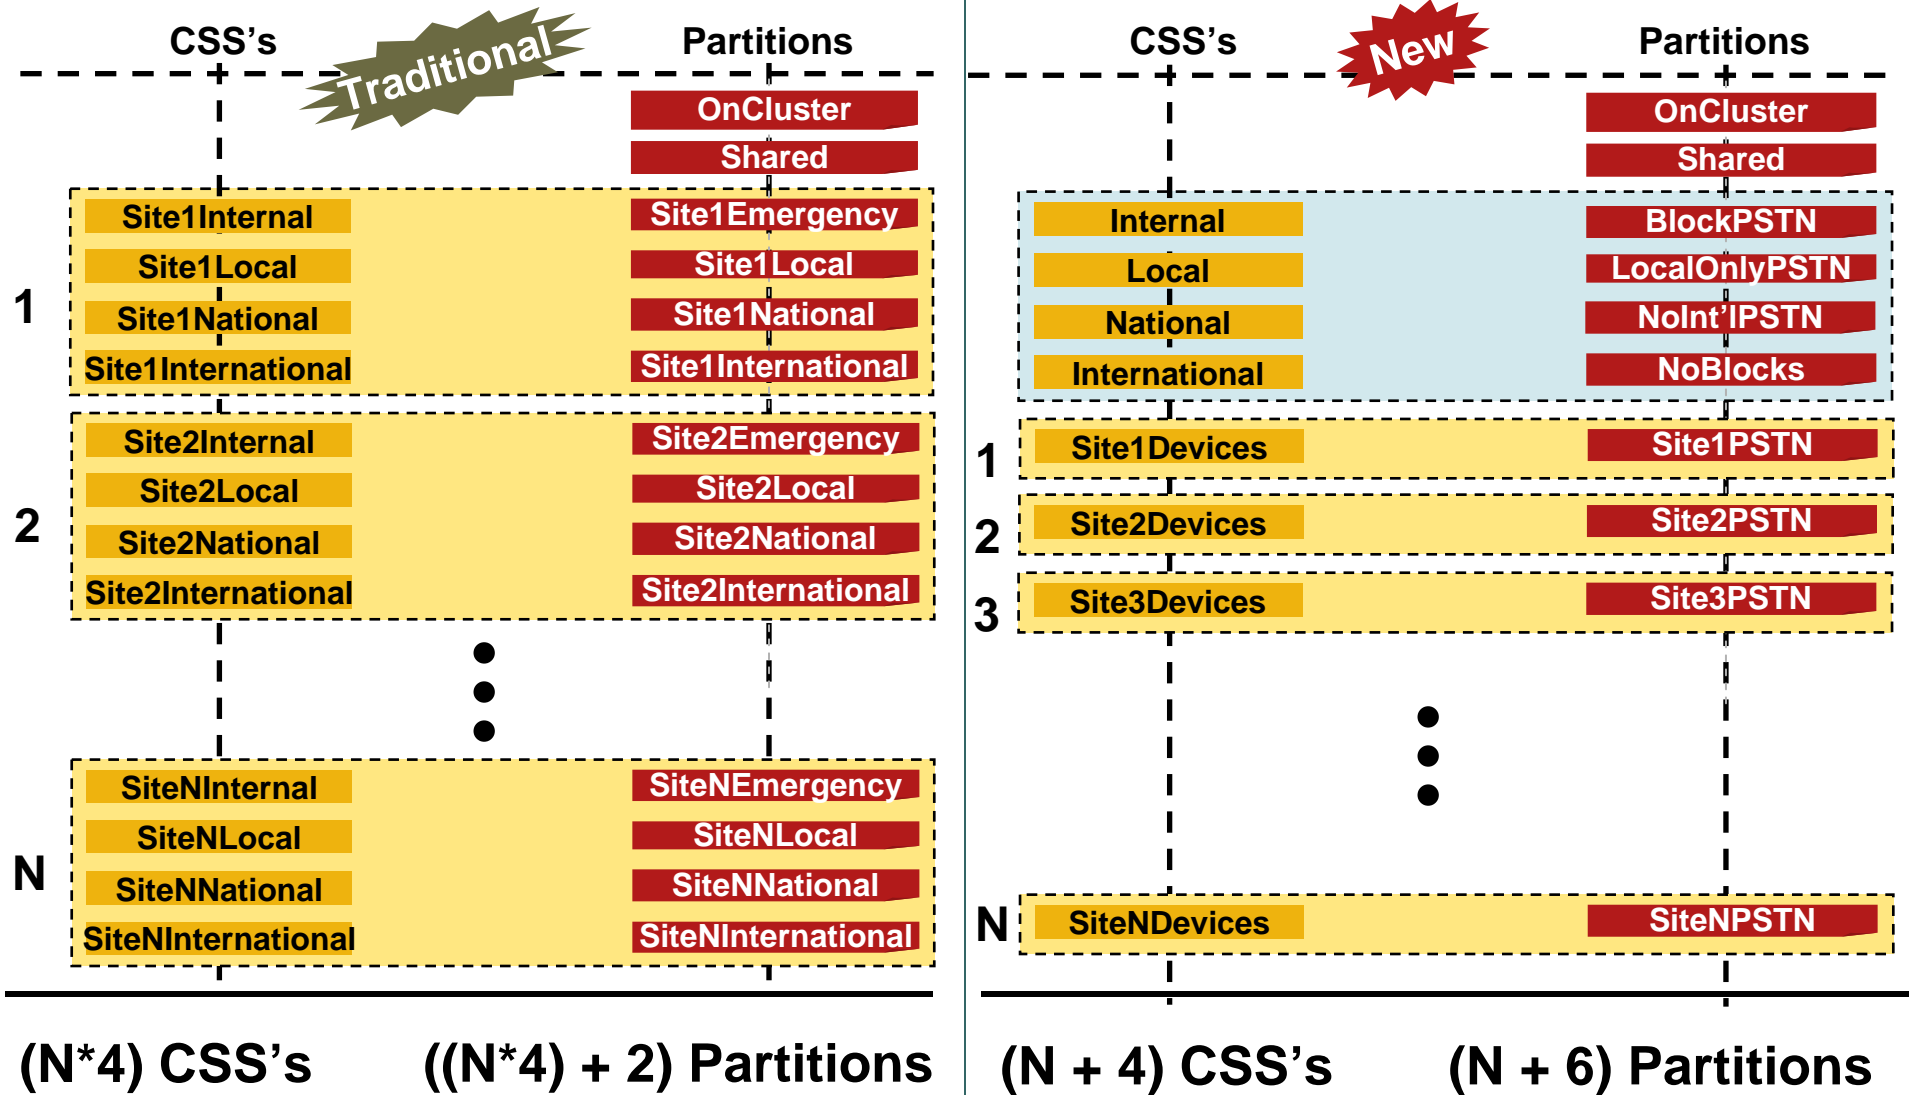 CSS's
Traditional
Partitions
OnCluster
Shared
1
Site1Internal
Site1Emergency
Site1Local
Site1Local
Site1National
Site1National
Site1International
Site1International
2
Site2Internal
Site2Emergency
Site2Local
Site2Local
Site2National
Site2National
Site2International
Site2International
N
SiteNInternal
SiteNEmergency
SiteNLocal
SiteNLocal
SiteNNational
SiteNNational
SiteNInternational
SiteNInternational
(N*4) CSS's
((N*4) + 2) Partitions
CSS's
New
Partitions
OnCluster
Shared
Internal
BlockPSTN
Local
LocalOnlyPSTN
National
NoInt'lPSTN
International
NoBlocks
1
Site1Devices
Site1PSTN
2
Site2Devices
Site2PSTN
3
Site3Devices
Site3PSTN
N
SiteNDevices
SiteNPSTN
(N + 4) CSS's
(N + 6) Partitions